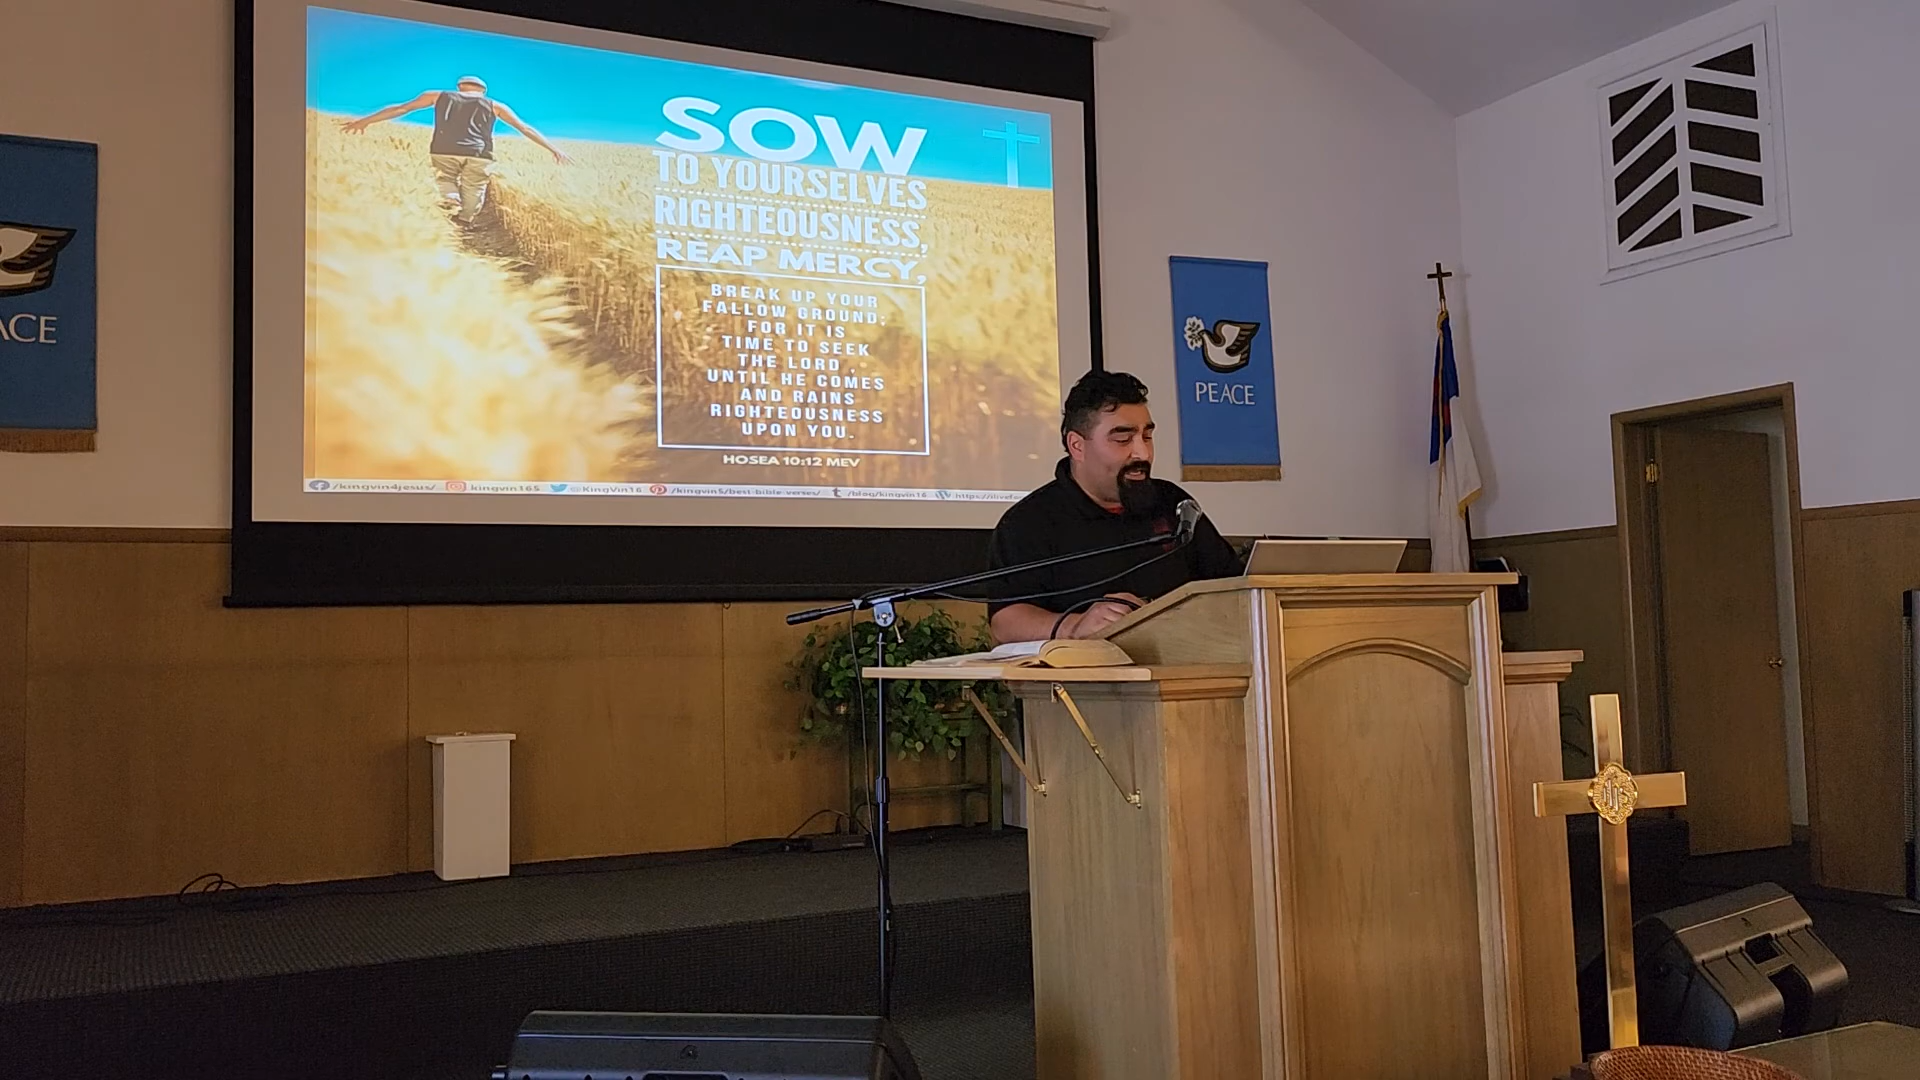 SOW
TO YOURSELVES
RIGHTEOUSNESS,
REAP MERCY,
BREAK UP YOUR
FALLOW GROUND;
FOR IT IS
TIME TO SEEK
THE LORD,
UNTIL HE COMES
AND RAINS
RIGHTEOUSNESS
UPON YOU.
HOSEA 10:12 MEV
/kingvin4jesus/ kingvin165 @KingVin16 /kingvin5/best-bible-verses/ /blog/kingvin16
ACE
PEACE